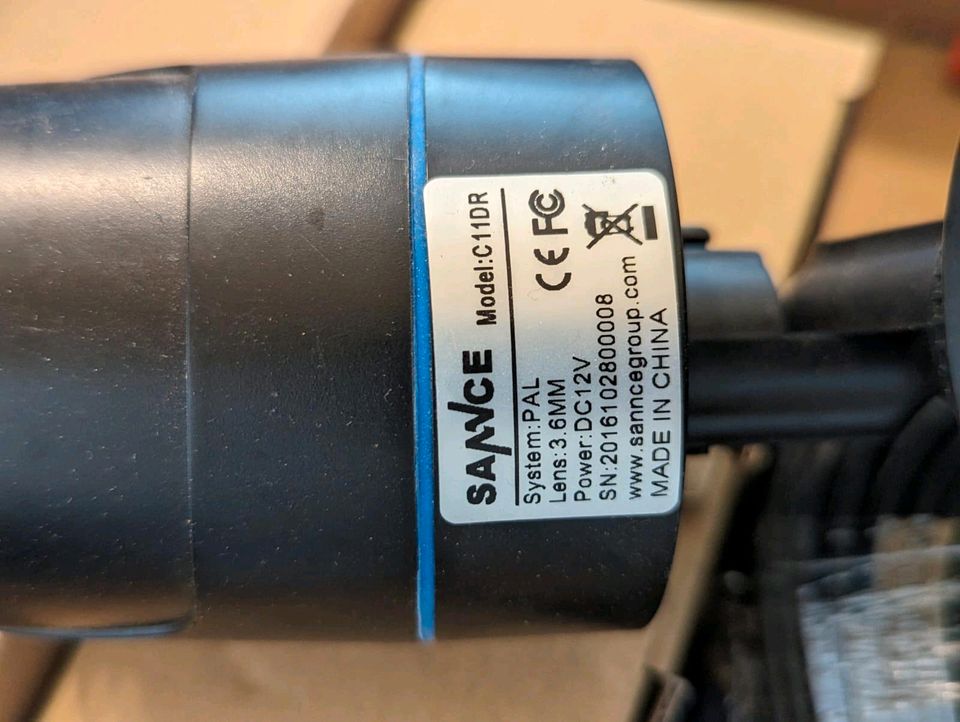 SANNCE Model:C11DR
System:PAL
Lens:3.6MM
Power:DC12V
SN:2016102800008
www.sanncegroup.com
MADE IN CHINA
CE FC